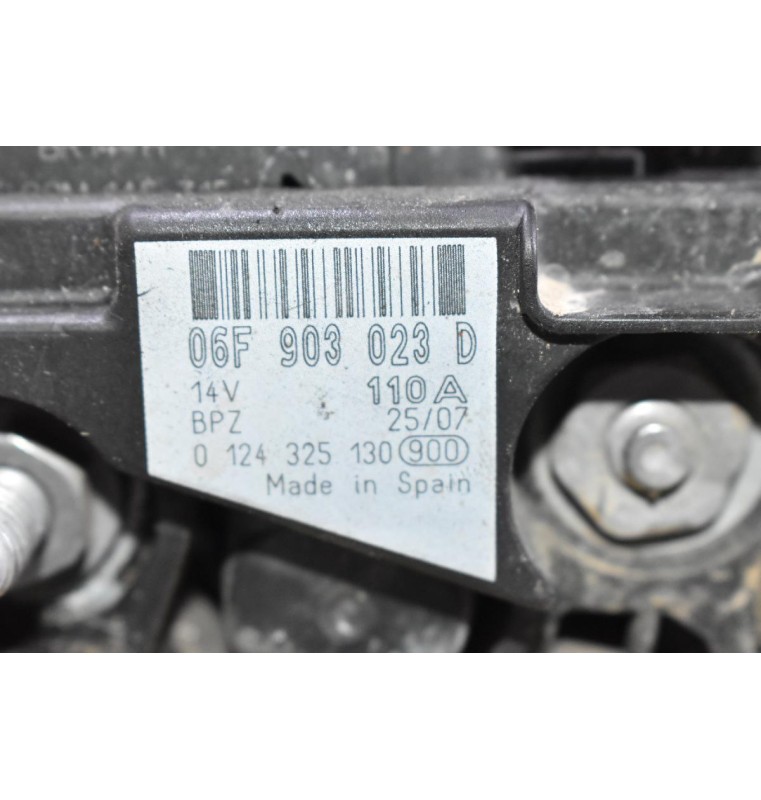 06F 903 023 D
14V 110A
BPZ 25/07
0 124 325 130 900
Made in Spain